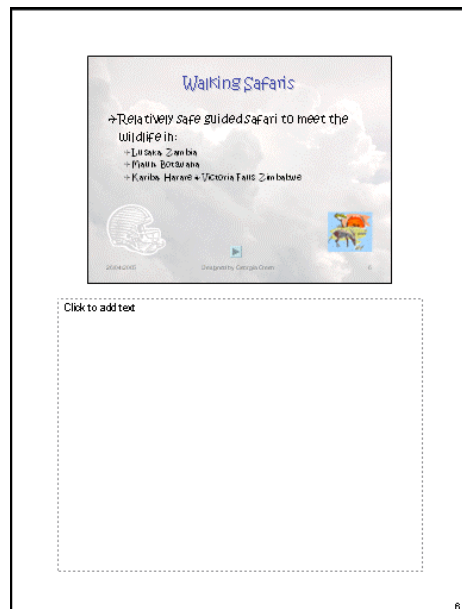 Walking Safaris
Relatively safe guided safari to meet the
wildlife in:
Lusaka, Zambia
Maun, Botswana
Kariba, Harare & Victoria Falls Zimbabwe
26/04/2005
Designed by Georgia
6
Click to add text
6